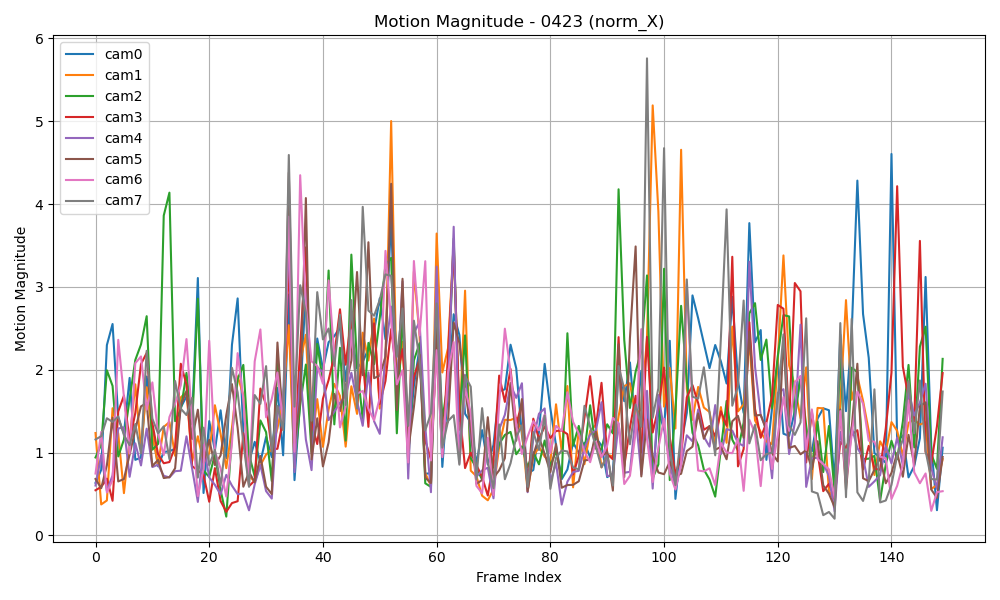 Motion Magnitude - 0423 (norm_X)
cam0
cam1
cam2
cam3
cam4
cam5
cam6
cam7
Motion Magnitude
6
5
4
3
2
1
0
0 20 40 60 80 100 120 140
Frame Index